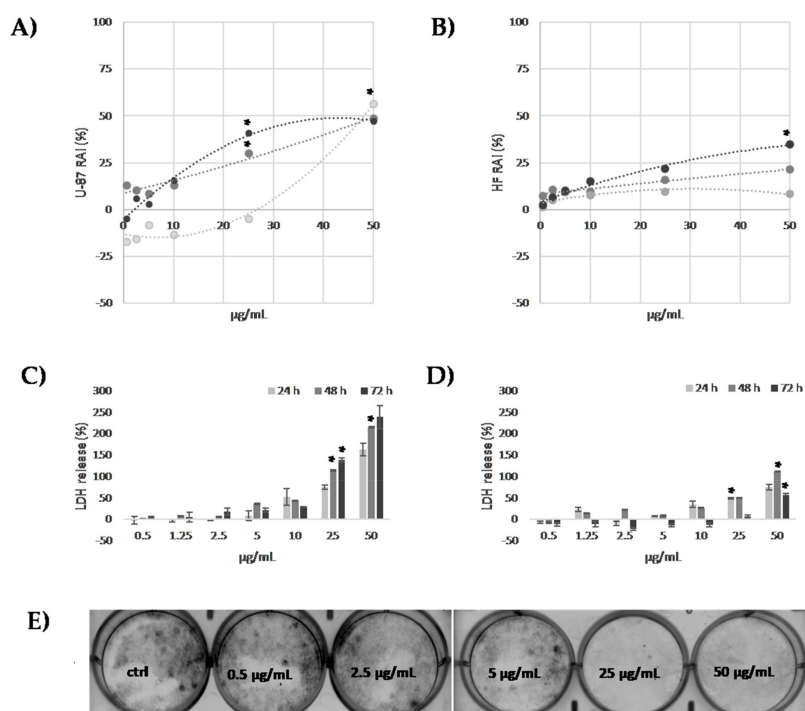 A)
100
75
50
25
0
-25
-50
0 10 20 30 40 50
U-87 RAI (%)
µg/mL
B)
100
75
50
25
0
-25
-50
0 10 20 30 40 50
HF RAI (%)
µg/mL
C)
24 h 48 h 72 h
300
250
200
150
100
50
0
-50
LDH release (%)
0.5 1.25 2.5 5 10 25 50
µg/mL
D)
24 h 48 h 72 h
300
250
200
150
100
50
0
-50
LDH release (%)
0.5 1.25 2.5 5 10 25 50
µg/mL
E)
ctrl 0.5 µg/mL 2.5 µg/mL 5 µg/mL 25 µg/mL 50 µg/mL